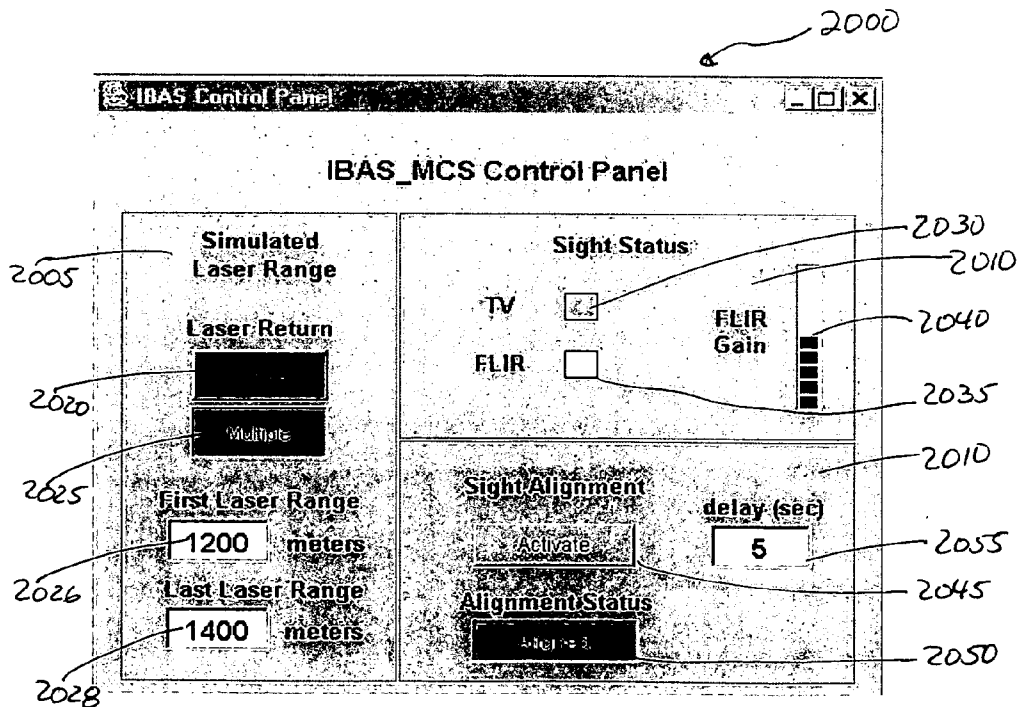 2000
IBAS Control Panel
IBAS_MCS Control Panel
2005
Simulated
Laser Range
Laser Return
2020
Multiple
2025
First Laser Range
1200 meters
2026
Last Laser Range
1400 meters
2028
Sight Status
2030
2010
TV
FLIR
FLIR
Gain
2040
2035
2010
Sight Alignment
delay (sec)
Activate
5
2055
2045
Alignment Status
Aligned
2050